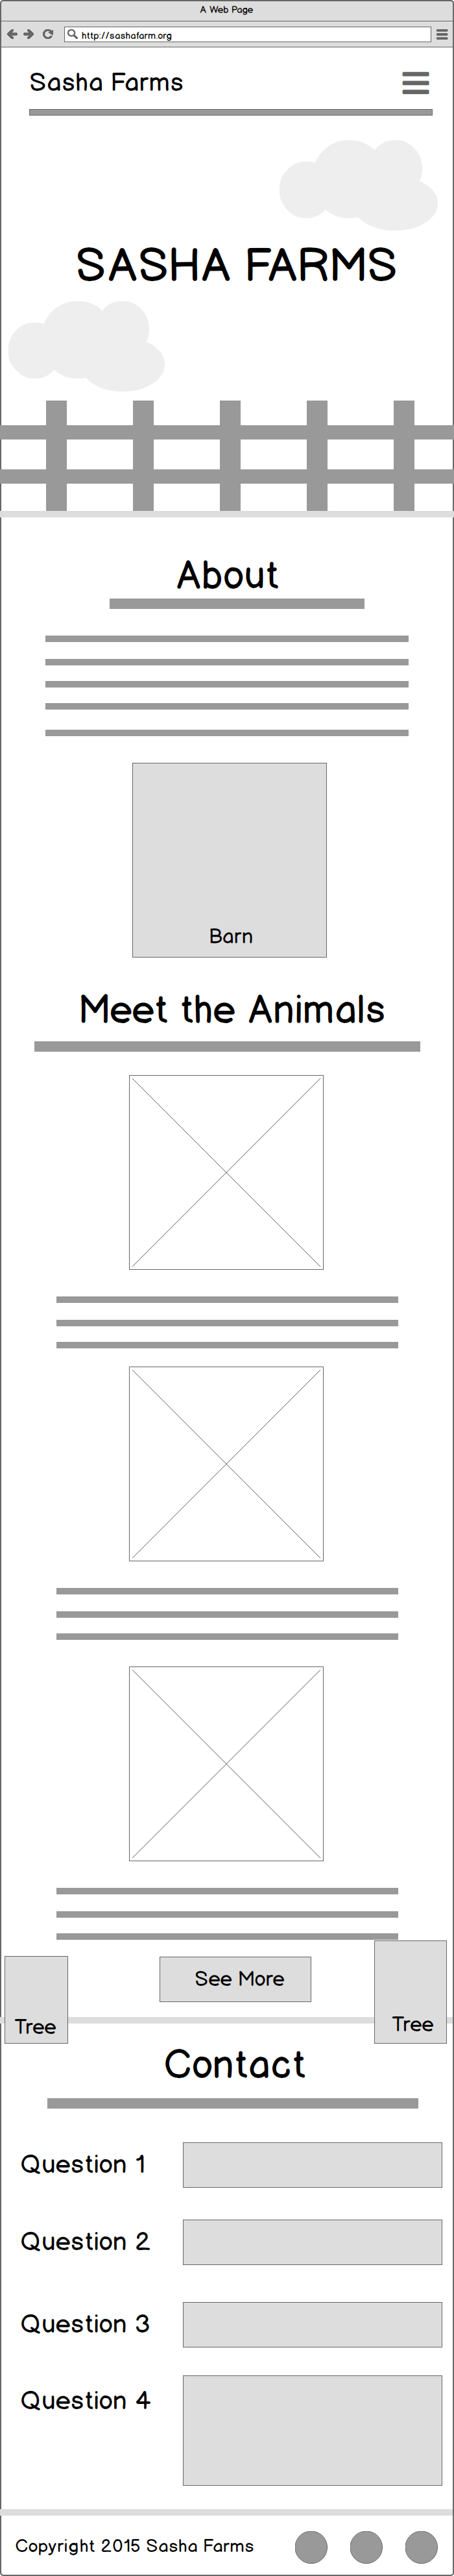 A Web Page
http://sashafarm.org
Sasha Farms
SASHA FARMS
About
Barn
Meet the Animals
See More
Tree
Tree
Contact
Question 1
Question 2
Question 3
Question 4
Copyright 2015 Sasha Farms